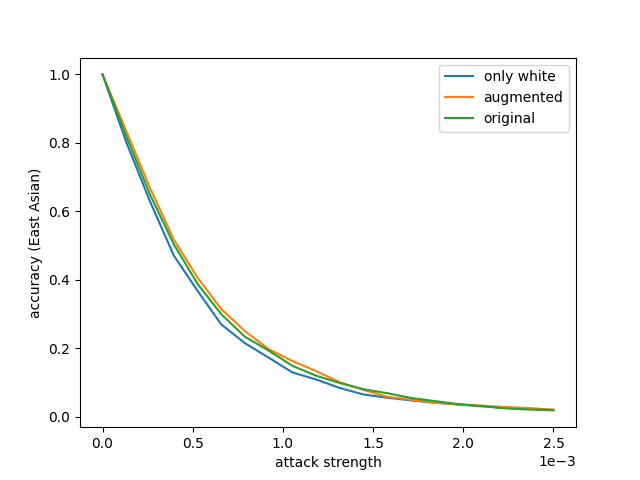 only white
augmented
original
1.0
0.8
0.6
0.4
0.2
0.0
accuracy (East Asian)
0.0 0.5 1.0 1.5 2.0 2.5
1e−3
attack strength